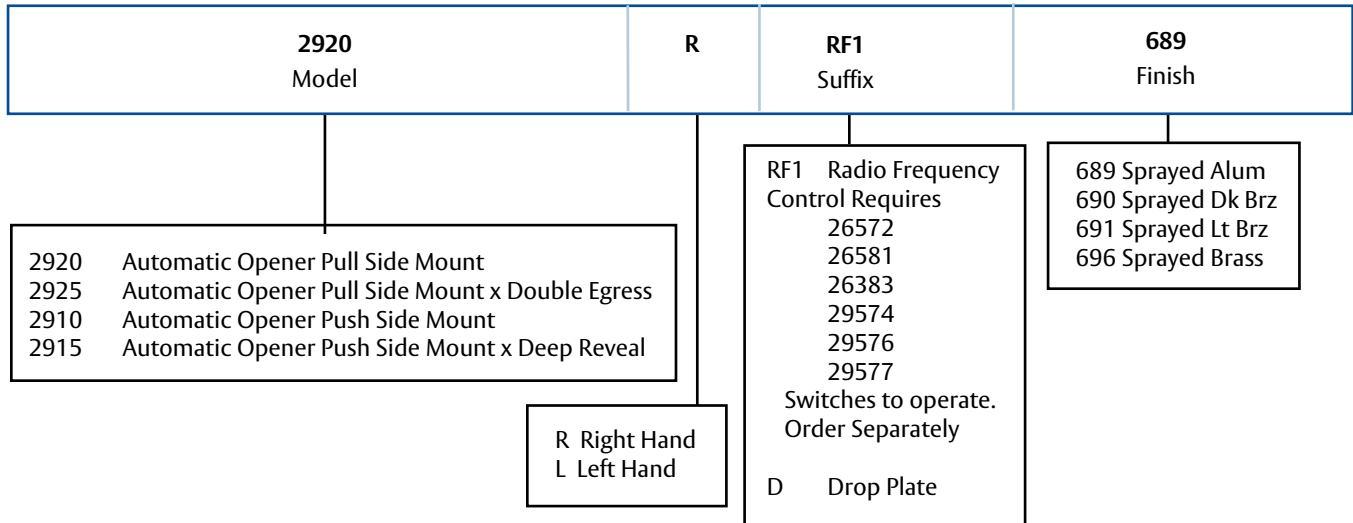 2920 R RF1 689
Model Suffix Finish
2920 Automatic Opener Pull Side Mount
2925 Automatic Opener Pull Side Mount x Double Egress
2910 Automatic Opener Push Side Mount
2915 Automatic Opener Push Side Mount x Deep Reveal
R Right Hand
L Left Hand
RF1 Radio Frequency
Control Requires
26572
26581
26383
29574
29576
29577
Switches to operate.
Order Separately
D Drop Plate
689 Sprayed Alum
690 Sprayed Dk Brz
691 Sprayed Lt Brz
696 Sprayed Brass